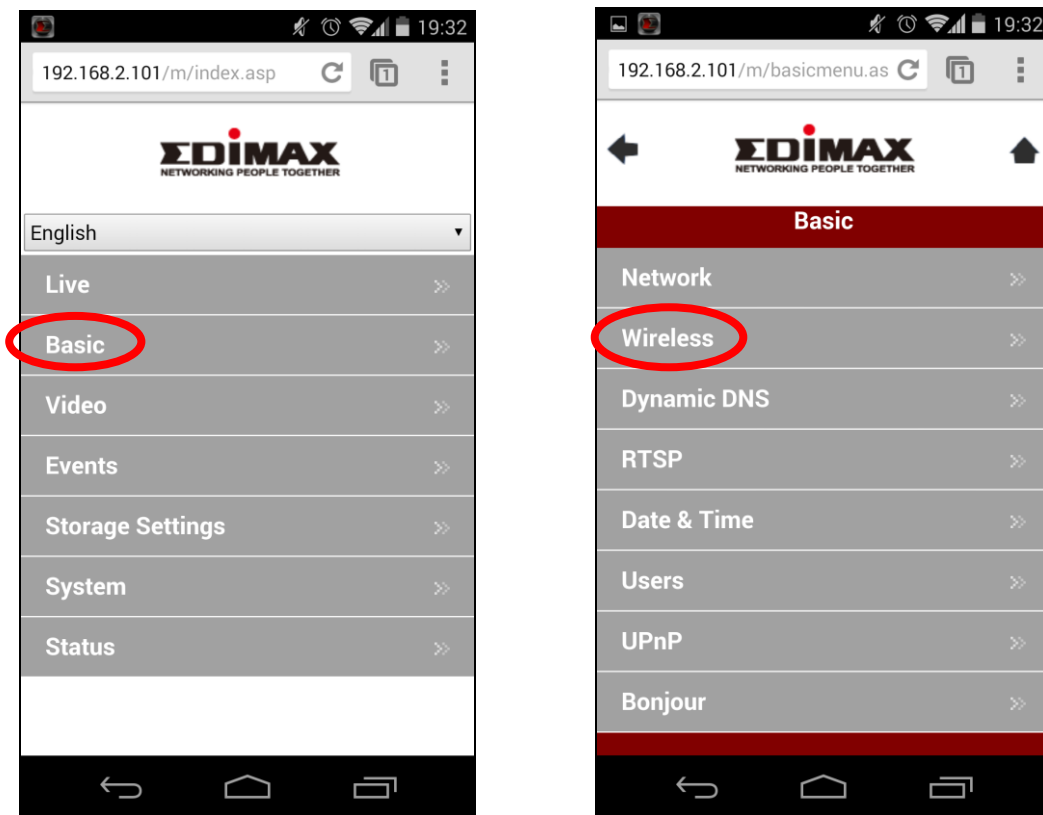 19:32
192.168.2.101/m/index.asp
1
EDIMAX
NETWORKING PEOPLE TOGETHER
English
Live
Basic
Video
Events
Storage Settings
System
Status
19:32
192.168.2.101/m/basicmenu.as
1
EDIMAX
NETWORKING PEOPLE TOGETHER
Basic
Network
Wireless
Dynamic DNS
RTSP
Date & Time
Users
UPnP
Bonjour